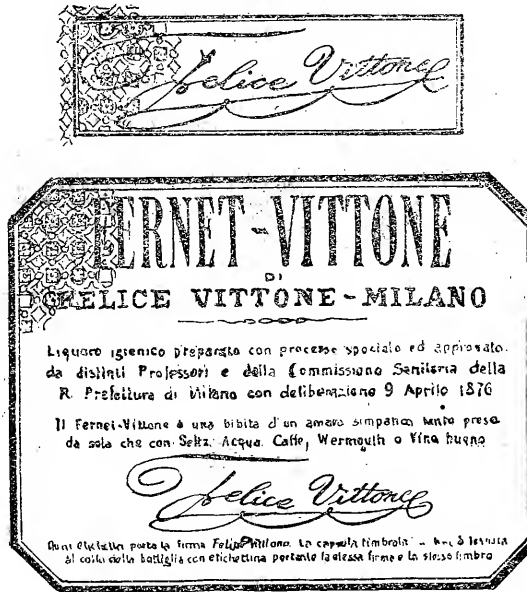 Felice Vittone
FERNET-VITTONE
DI
FELICE VITTONE-MILANO
Liquore igienico preparato con processo speciale ed approvato
da distinti Professori e della Commissione Sanitaria della
R. Prefettura di Milano con deliberazione 9 Aprile 1876
Il Fernet-Vittone è una bibita d'un amaro simpatico tanto presa
da sola che con Seltz, Acqua, Caffe, Wermouth o Vino buono
Felice Vittone
Ogni etichetta porta la firma Felice Vittone. La capsula timbrata
al collo della bottiglia con etichettina portante la stessa firma e lo stesso timbro